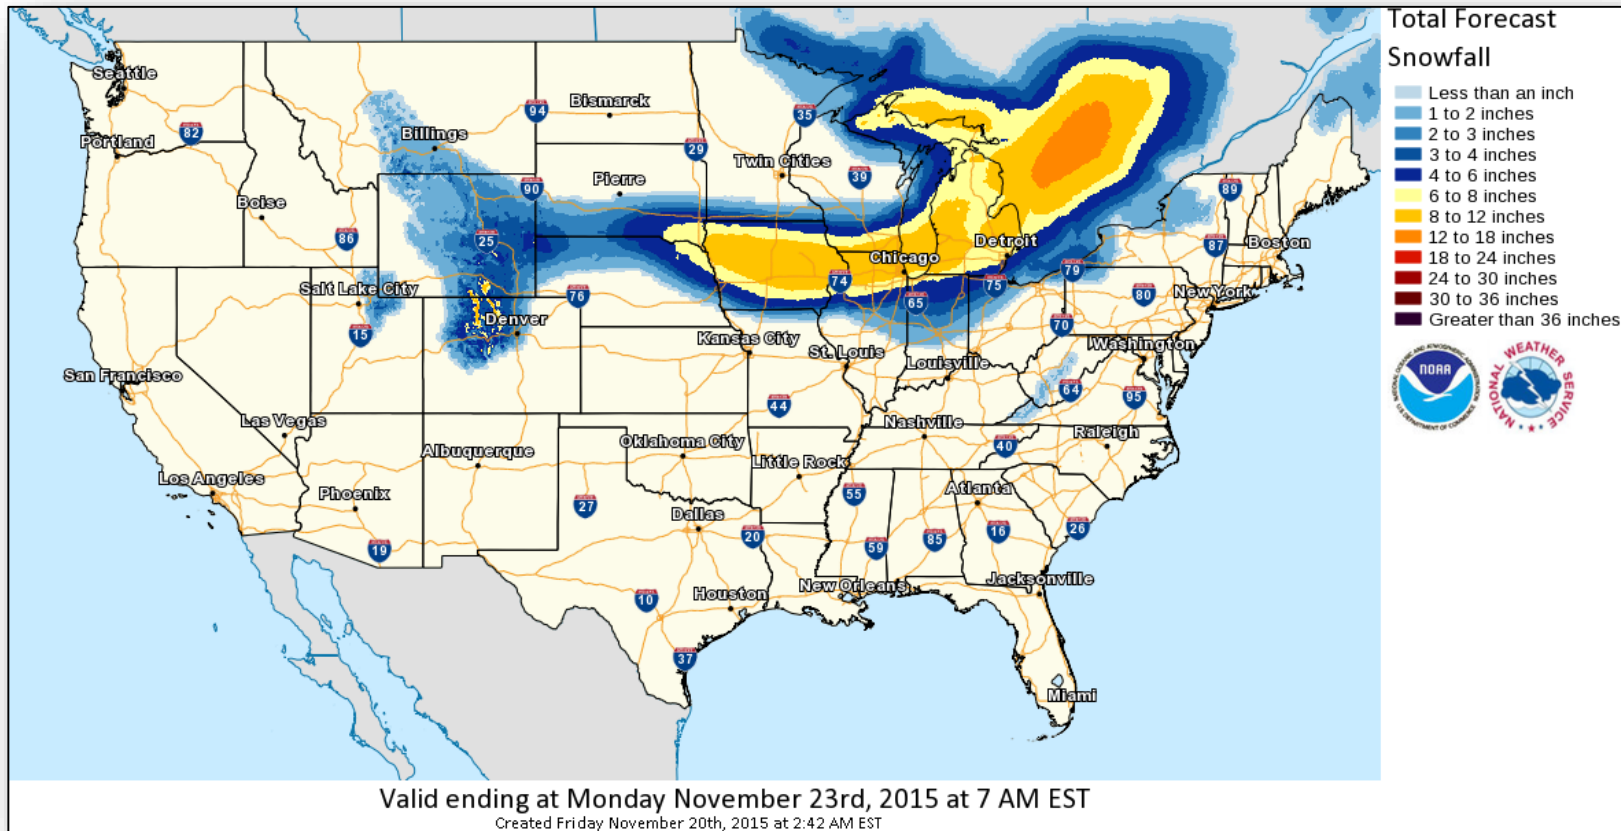 Total Forecast
Snowfall
Less than an inch
1 to 2 inches
2 to 3 inches
3 to 4 inches
4 to 6 inches
6 to 8 inches
8 to 12 inches
12 to 18 inches
18 to 24 inches
24 to 30 inches
30 to 36 inches
Greater than 36 inches
NOAA
NATIONAL WEATHER SERVICE
Seattle
Portland
82
Billings
94
Bismarck
35
29
Twin Cities
39
90
Pierre
Boise
86
25
89
87
Boston
Detroit
Chicago
79
74
75
65
80
New York
Salt Lake City
76
15
Denver
70
Kansas City
St. Louis
Washington
Louisville
San Francisco
64
95
44
Las Vegas
Nashville
Raleigh
40
Albuquerque
Oklahoma City
Little Rock
Los Angeles
Phoenix
55
Atlanta
27
Dallas
20
16
26
19
59
85
New Orleans
Jacksonville
10
Houston
37
Miami
Valid ending at Monday November 23rd, 2015 at 7 AM EST
Created Friday November 20th, 2015 at 2:42 AM EST